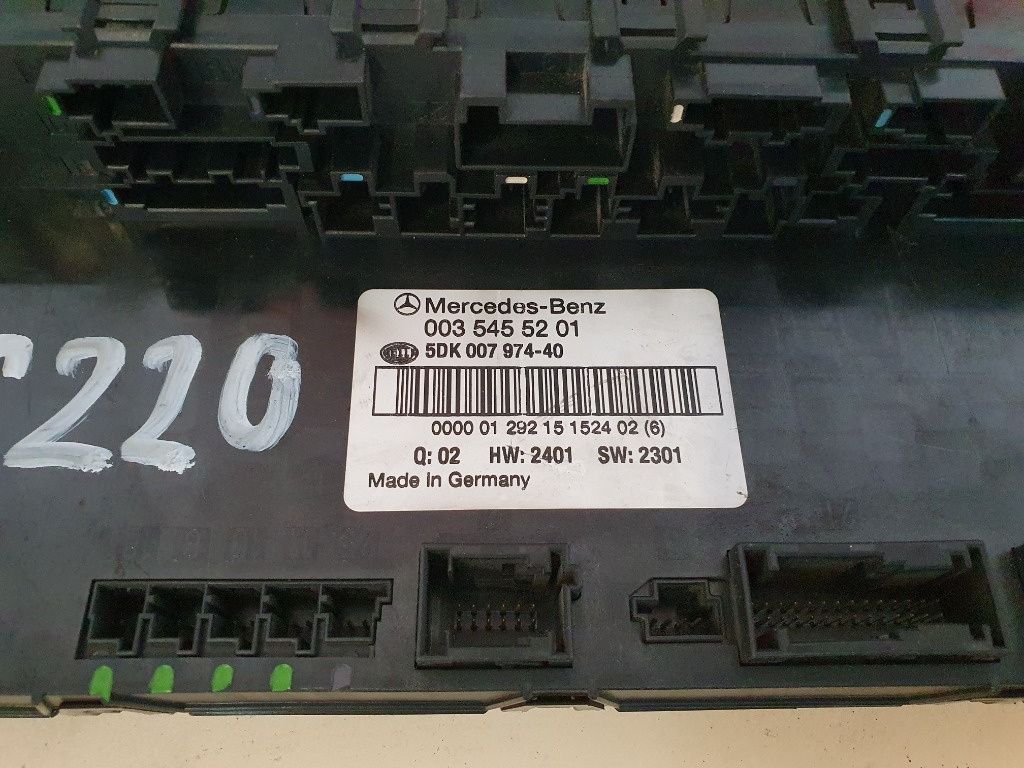 220
Mercedes-Benz
003 545 52 01
5DK 007 974-40
0000 01 292 15 1524 02 (6)
Q: 02 HW: 2401 SW: 2301
Made in Germany